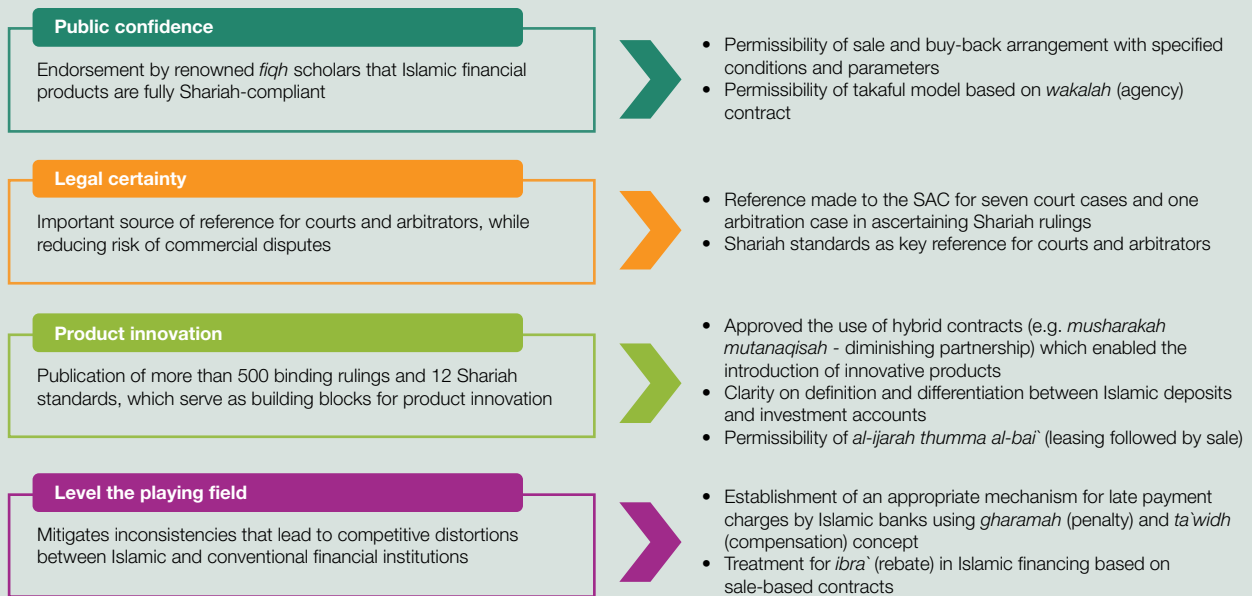 Public confidence
Endorsement by renowned fiqh scholars that Islamic financial
products are fully Shariah-compliant
• Permissibility of sale and buy-back arrangement with specified
conditions and parameters
• Permissibility of takaful model based on wakalah (agency)
contract
Legal certainty
Important source of reference for courts and arbitrators, while
reducing risk of commercial disputes
• Reference made to the SAC for seven court cases and one
arbitration case in ascertaining Shariah rulings
• Shariah standards as key reference for courts and arbitrators
Product innovation
Publication of more than 500 binding rulings and 12 Shariah
standards, which serve as building blocks for product innovation
• Approved the use of hybrid contracts (e.g. musharakah
mutanaqisah - diminishing partnership) which enabled the
introduction of innovative products
• Clarity on definition and differentiation between Islamic deposits
and investment accounts
• Permissibility of al-ijarah thumma al-bai` (leasing followed by sale)
Level the playing field
Mitigates inconsistencies that lead to competitive distortions
between Islamic and conventional financial institutions
• Establishment of an appropriate mechanism for late payment
charges by Islamic banks using gharamah (penalty) and ta`widh
(compensation) concept
• Treatment for ibra` (rebate) in Islamic financing based on
sale-based contracts